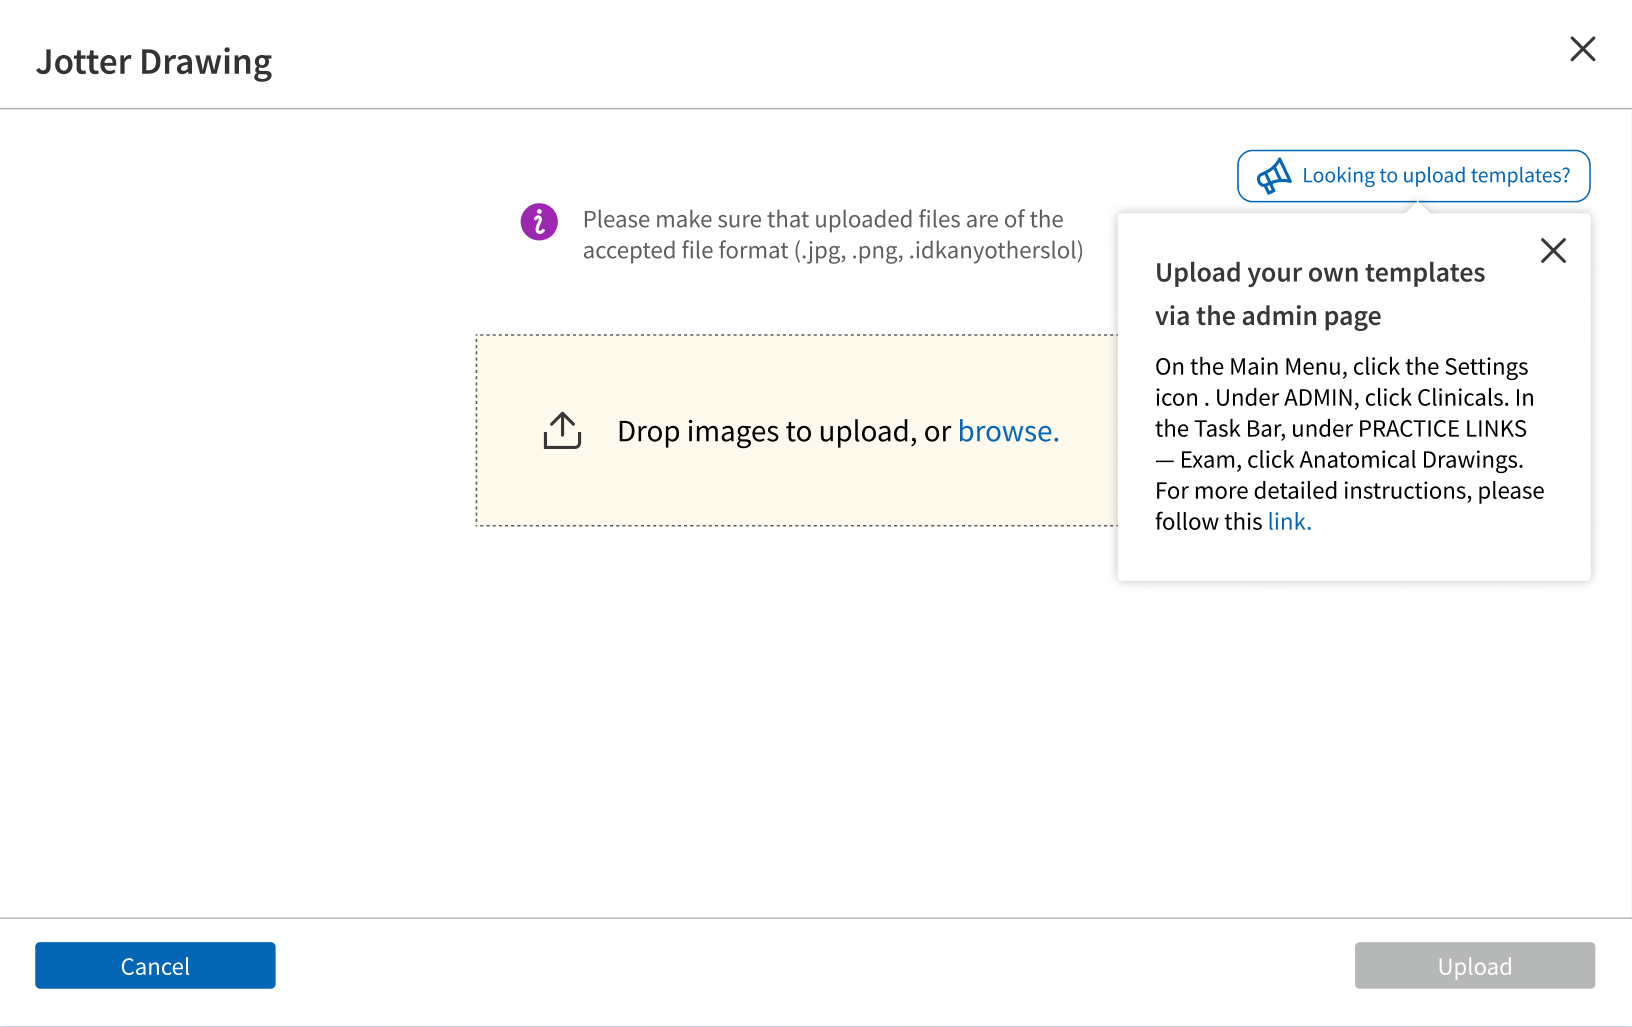 Jotter Drawing
Looking to upload templates?
Please make sure that uploaded files are of the
accepted file format (.jpg, .png, .idkanyotherslol)
Upload your own templates
via the admin page
On the Main Menu, click the Settings
icon . Under ADMIN, click Clinicals. In
the Task Bar, under PRACTICE LINKS
— Exam, click Anatomical Drawings.
For more detailed instructions, please
follow this link.
Drop images to upload, or browse.
Cancel
Upload